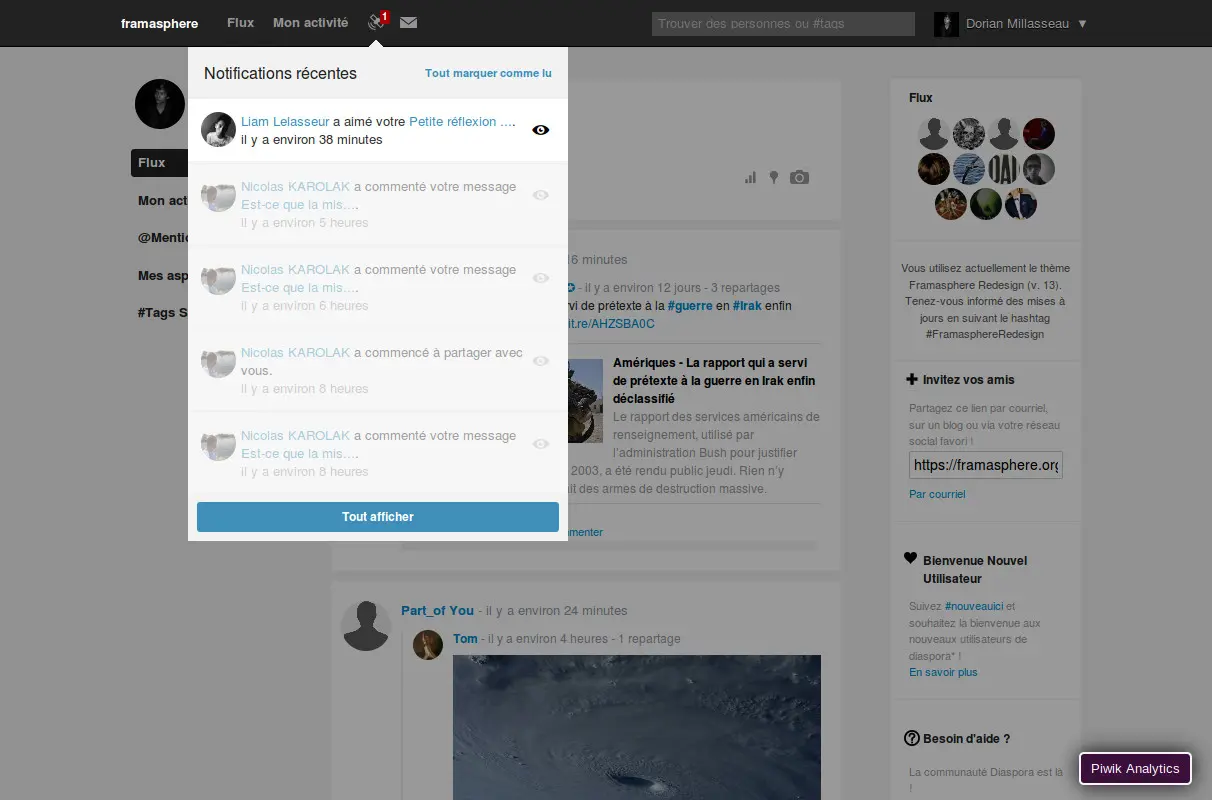 framasphere
Flux
Mon activité
1
Trouver des personnes ou #tags
Dorian Millasseau ▼
Notifications récentes
Tout marquer comme lu
Liam Lelasseur a aimé votre Petite réflexion ....
il y a environ 38 minutes
Nicolas KAROLAK a commenté votre message
Est-ce que la mis....
il y a environ 5 heures
Nicolas KAROLAK a commenté votre message
Est-ce que la mis....
il y a environ 6 heures
Nicolas KAROLAK a commencé à partager avec
vous.
il y a environ 8 heures
Nicolas KAROLAK a commenté votre message
Est-ce que la mis....
il y a environ 8 heures
Tout afficher
Flux
Mon act
@Mentic
Mes asp
#Tags S
16 minutes
- il y a environ 12 jours - 3 repartages
rvi de prétexte à la #guerre en #Irak enfin
it.re/AHZSBA0C
Amériques - La rapport qui a servi
de prétexte à la guerre en Irak enfin
déclassifié
Le rapport des services américains de
renseignement, utilisé par
l'administration Bush pour justifier
2003, a été rendu public jeudi. Rien n'y
it des armes de destruction massive.
menter
Part_of You - il y a environ 24 minutes
Tom - il y a environ 4 heures - 1 repartage
Flux
OAI
Vous utilisez actuellement le thème
Framasphere Redesign (v. 13).
Tenez-vous informé des mises à
jours en suivant le hashtag
#FramasphereRedesign
Invitez vos amis
Partagez ce lien par courriel,
sur un blog ou via votre réseau
social favori !
https://framasphere.org
Par courriel
Bienvenue Nouvel
Utilisateur
Suivez #nouveauici et
souhaitez la bienvenue aux
nouveaux utilisateurs de
diaspora* !
En savoir plus
Besoin d'aide ?
La communauté Diaspora est là
!
Piwik Analytics